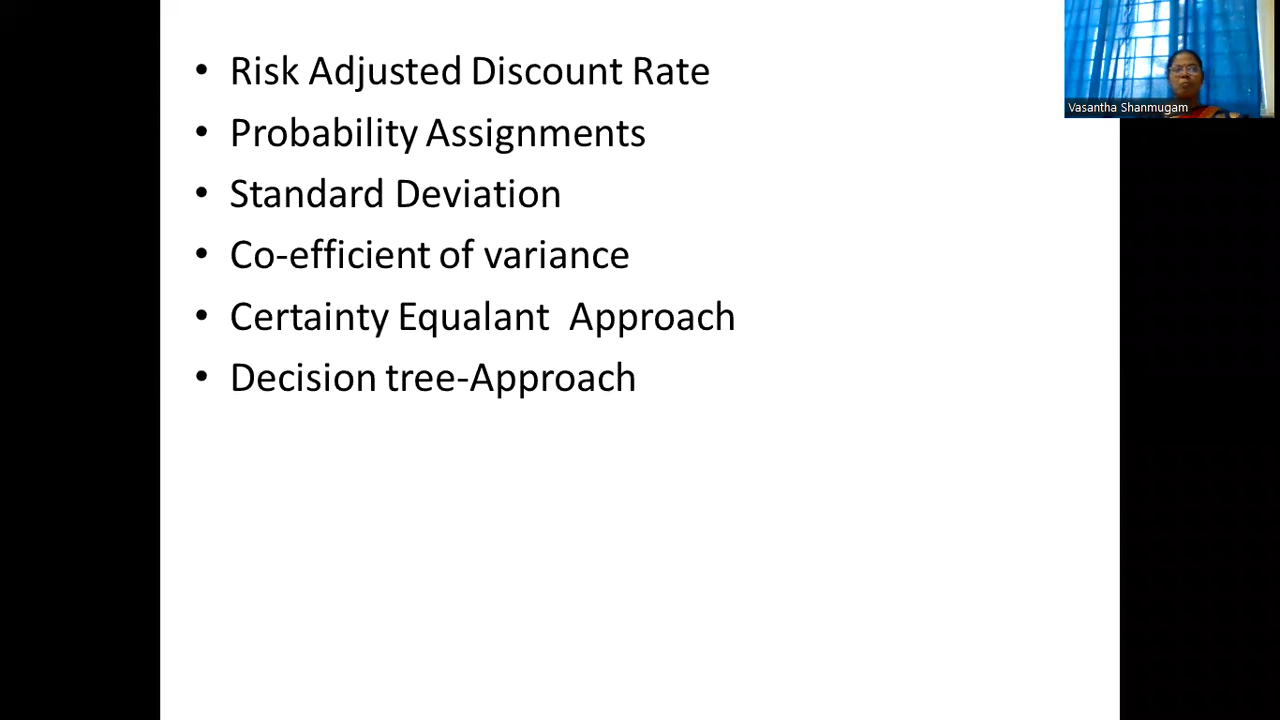 • Risk Adjusted Discount Rate
• Probability Assignments
• Standard Deviation
• Co-efficient of variance
• Certainty Equalant Approach
• Decision tree-Approach
Vasantha Shanmugam